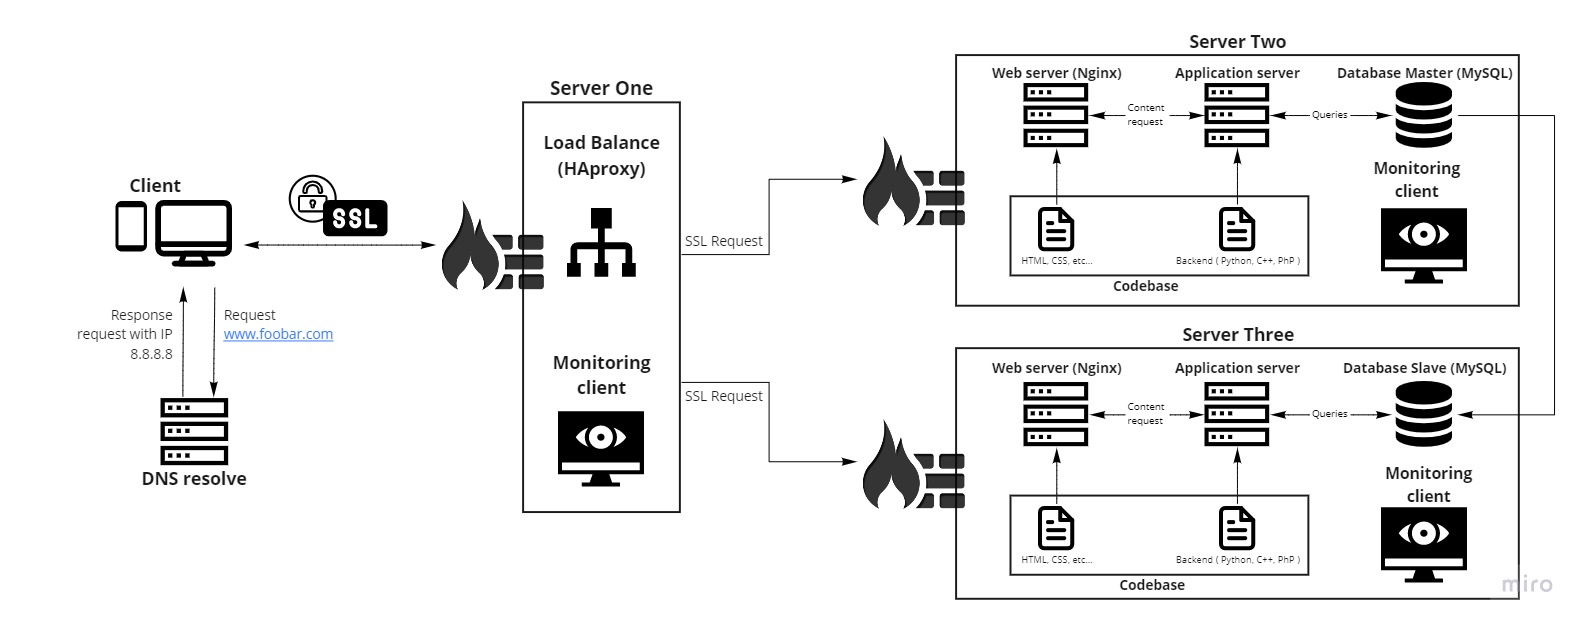 Client
SSL
Response
request with IP
8.8.8.8
Request
www.foobar.com
DNS resolve
Server One
Load Balance
(HAproxy)
Monitoring
client
SSL Request
SSL Request
Server Two
Web server (Nginx)
Application server
Database Master (MySQL)
Content
request
Queries
Monitoring
client
HTML, CSS, etc...
Backend ( Python, C++, PhP )
Codebase
Server Three
Web server (Nginx)
Application server
Database Slave (MySQL)
Content
request
Queries
Monitoring
client
HTML, CSS, etc...
Backend ( Python, C++, PhP )
Codebase
miro